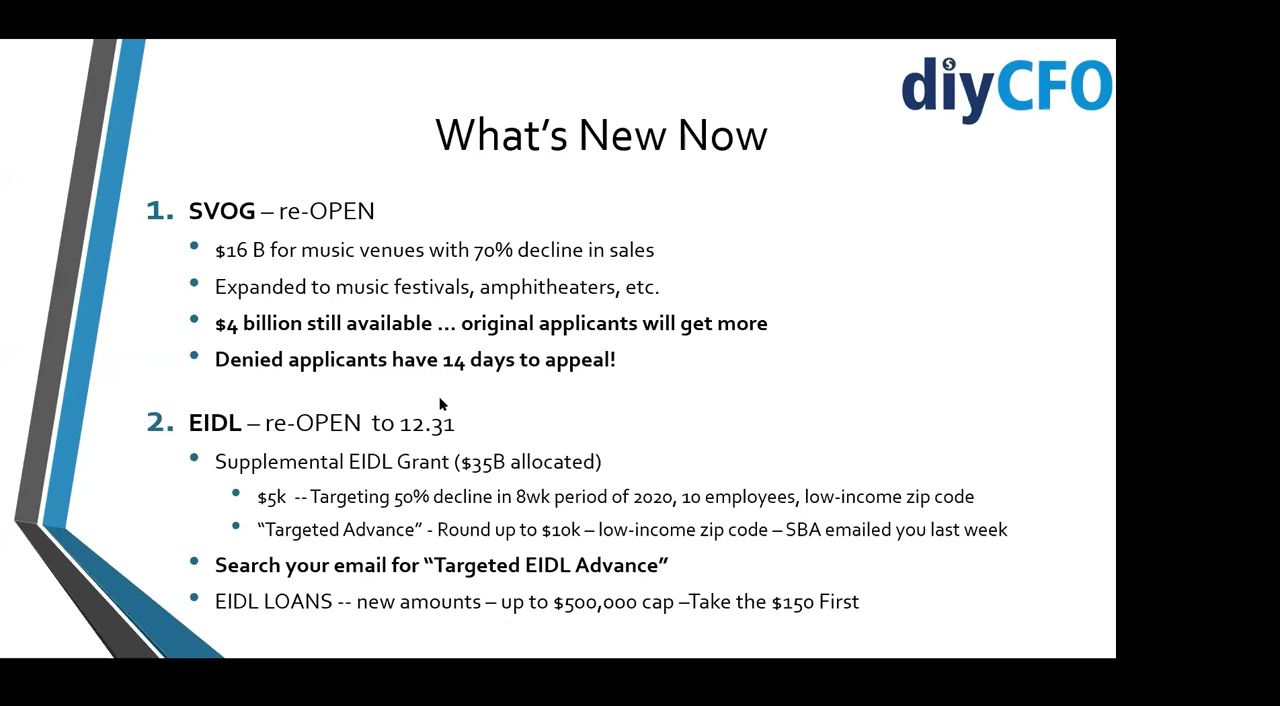 diyCFO
What's New Now
1. SVOG – re-OPEN
• $16 B for music venues with 70% decline in sales
• Expanded to music festivals, amphitheaters, etc.
• $4 billion still available ... original applicants will get more
• Denied applicants have 14 days to appeal!
2. EIDL – re-OPEN to 12.31
• Supplemental EIDL Grant ($35B allocated)
• $5k -- Targeting 50% decline in 8wk period of 2020, 10 employees, low-income zip code
• “Targeted Advance” - Round up to $10k – low-income zip code – SBA emailed you last week
• Search your email for “Targeted EIDL Advance”
• EIDL LOANS -- new amounts – up to $500,000 cap –Take the $150 First